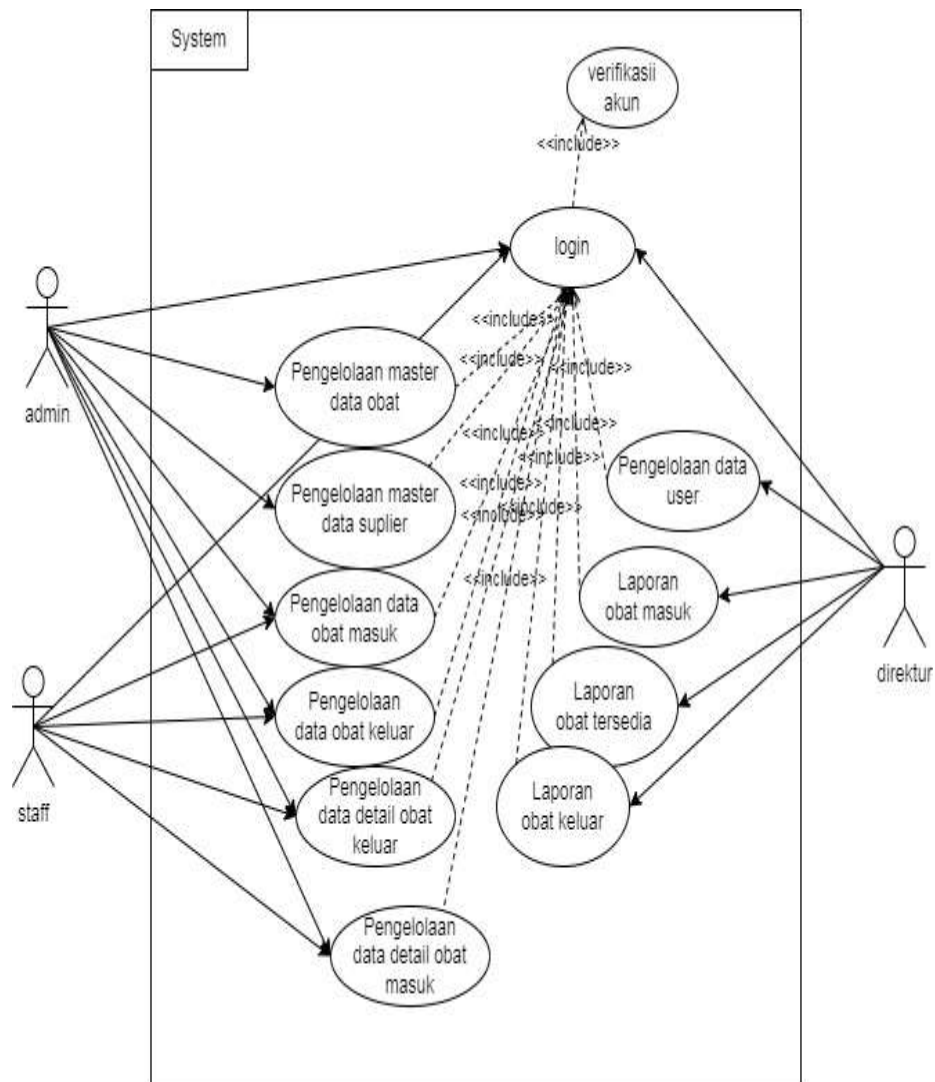 System
verifikasii
akun
<<include>>
login
<<include>>
<<include>>
<<include>>
<<include>>
<<include>>
<<include>>
<<include>>
<<include>>
<<include>>
<<include>>
admin
Pengelolaan master
data obat
Pengelolaan master
data suplier
Pengelolaan data
user
Pengelolaan data
obat masuk
Laporan
obat masuk
direktur
Pengelolaan
data obat keluar
Laporan
obat tersedia
staff
Pengelolaan
data detail obat
keluar
Laporan
obat keluar
Pengelolaan
data detail obat
masuk